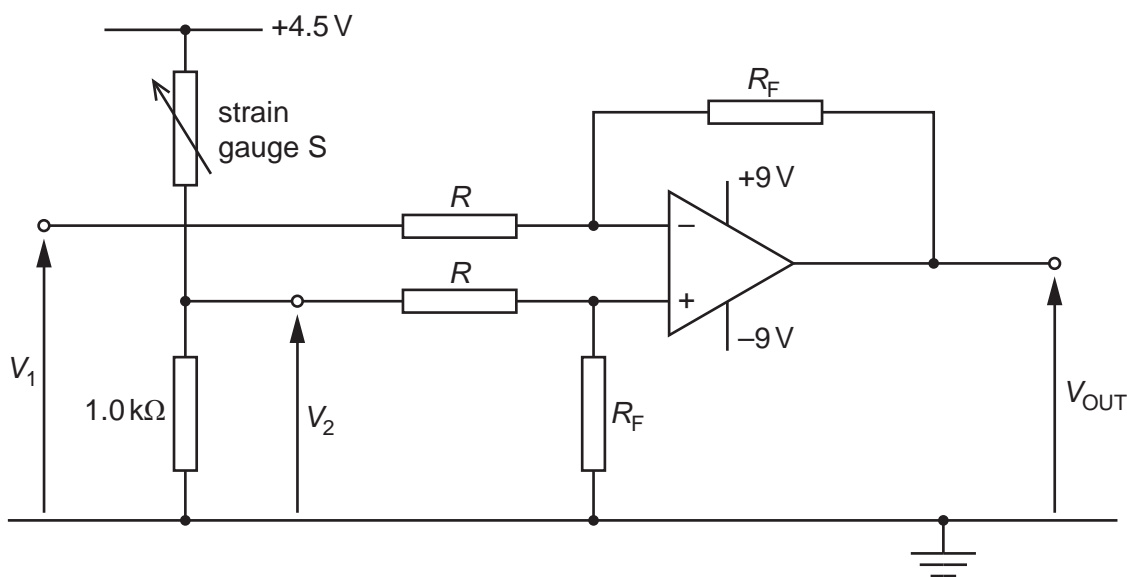 +4.5 V
R_F
strain
gauge S
+9 V
R
–
R
+
–9 V
V_1
1.0 kΩ
V_2
R_F
V_OUT